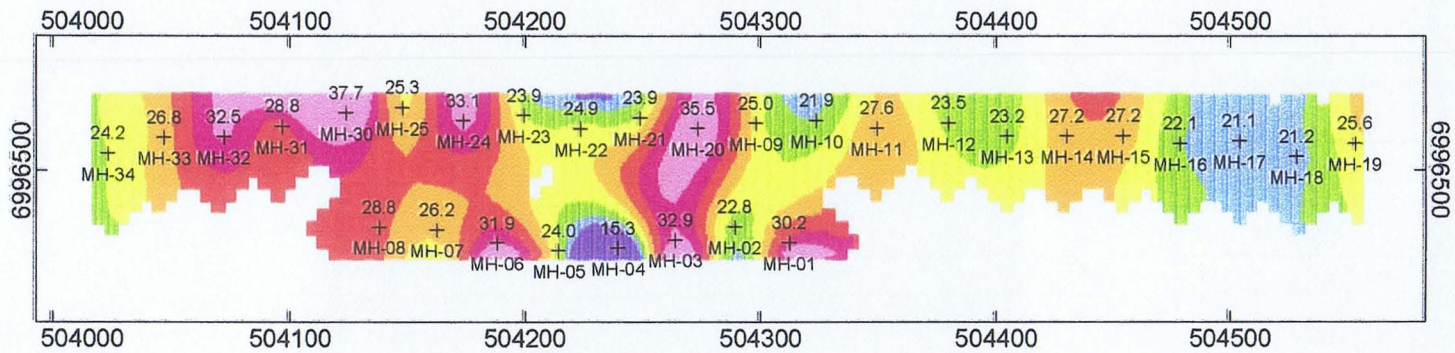 504000 504100 504200 504300 504400 504500
6996500
6996500
24.2
MH-34
26.8
MH-33
32.5
MH-32
28.8
MH-31
37.7
MH-30
25.3
MH-25
33.1
MH-24
23.9
MH-23
24.9
MH-22
23.9
MH-21
35.5
MH-20
25.0
MH-09
21.9
MH-10
27.6
MH-11
23.5
MH-12
23.2
MH-13
27.2
MH-14
27.2
MH-15
22.1
MH-16
21.1
MH-17
21.2
MH-18
25.6
MH-19
28.8
MH-08
26.2
MH-07
31.9
MH-06
24.0
MH-05
15.3
MH-04
32.9
MH-03
22.8
MH-02
30.2
MH-01
504000 504100 504200 504300 504400 504500